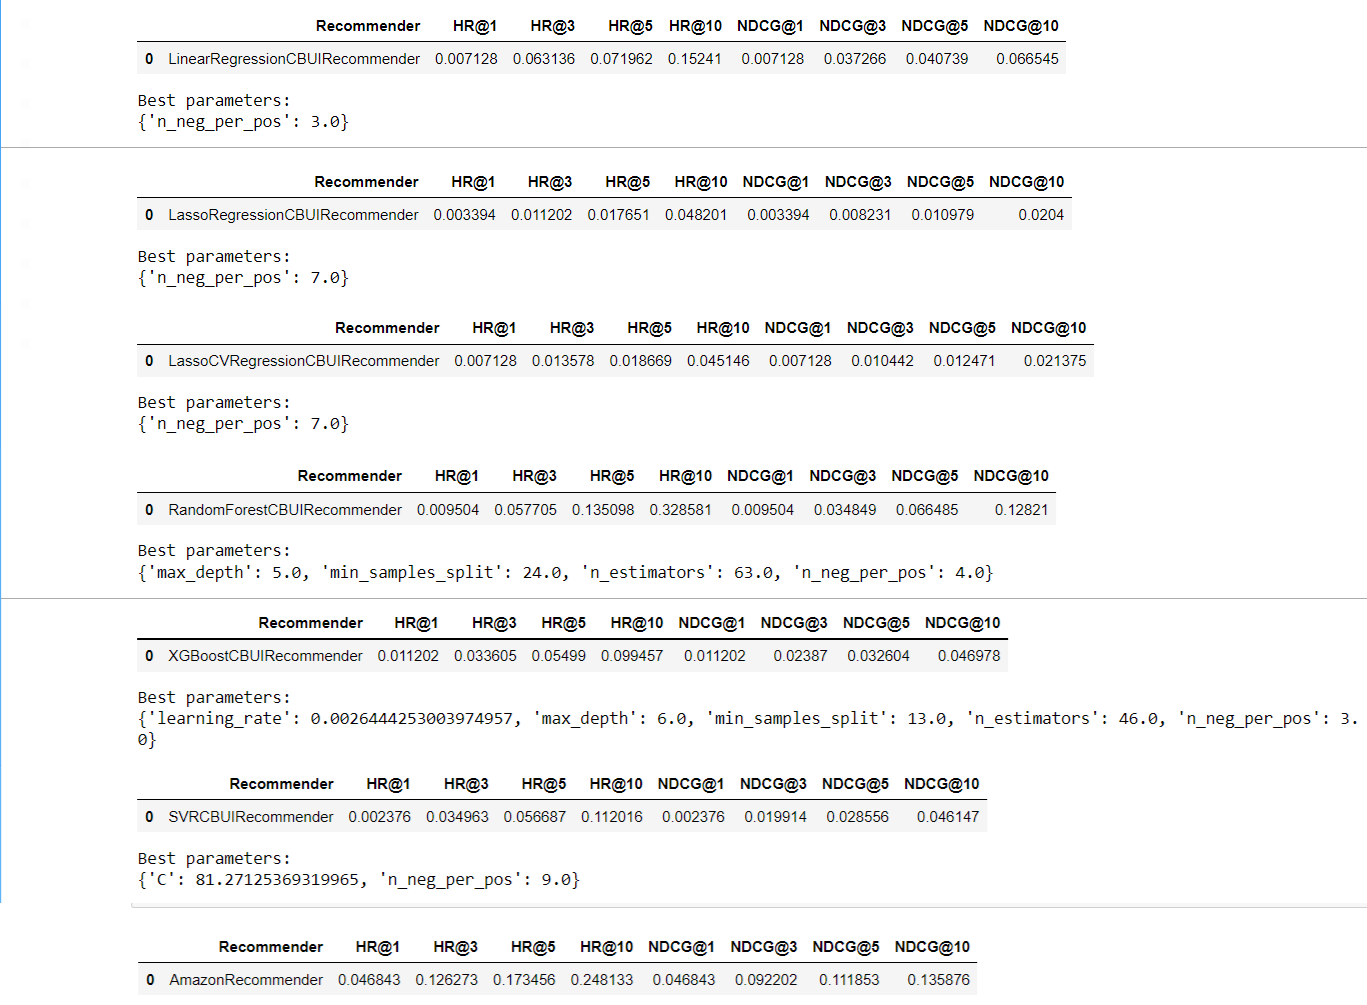 Recommender HR@1 HR@3 HR@5 HR@10 NDCG@1 NDCG@3 NDCG@5 NDCG@10
0 LinearRegressionCBUIRecommender 0.007128 0.063136 0.071962 0.15241 0.007128 0.037266 0.040739 0.066545
Best parameters:
{'n_neg_per_pos': 3.0}
Recommender HR@1 HR@3 HR@5 HR@10 NDCG@1 NDCG@3 NDCG@5 NDCG@10
0 LassoRegressionCBUIRecommender 0.003394 0.011202 0.017651 0.048201 0.003394 0.008231 0.010979 0.0204
Best parameters:
{'n_neg_per_pos': 7.0}
Recommender HR@1 HR@3 HR@5 HR@10 NDCG@1 NDCG@3 NDCG@5 NDCG@10
0 LassoCVRegressionCBUIRecommender 0.007128 0.013578 0.018669 0.045146 0.007128 0.010442 0.012471 0.021375
Best parameters:
{'n_neg_per_pos': 7.0}
Recommender HR@1 HR@3 HR@5 HR@10 NDCG@1 NDCG@3 NDCG@5 NDCG@10
0 RandomForestCBUIRecommender 0.009504 0.057705 0.135098 0.328581 0.009504 0.034849 0.066485 0.12821
Best parameters:
{'max_depth': 5.0, 'min_samples_split': 24.0, 'n_estimators': 63.0, 'n_neg_per_pos': 4.0}
Recommender HR@1 HR@3 HR@5 HR@10 NDCG@1 NDCG@3 NDCG@5 NDCG@10
0 XGBoostCBUIRecommender 0.011202 0.033605 0.05499 0.099457 0.011202 0.02387 0.032604 0.046978
Best parameters:
{'learning_rate': 0.0026444253003974957, 'max_depth': 6.0, 'min_samples_split': 13.0, 'n_estimators': 46.0, 'n_neg_per_pos': 3.
0}
Recommender HR@1 HR@3 HR@5 HR@10 NDCG@1 NDCG@3 NDCG@5 NDCG@10
0 SVRCBUIRecommender 0.002376 0.034963 0.056687 0.112016 0.002376 0.019914 0.028556 0.046147
Best parameters:
{'C': 81.27125369319965, 'n_neg_per_pos': 9.0}
Recommender HR@1 HR@3 HR@5 HR@10 NDCG@1 NDCG@3 NDCG@5 NDCG@10
0 AmazonRecommender 0.046843 0.126273 0.173456 0.248133 0.046843 0.092202 0.111853 0.135876